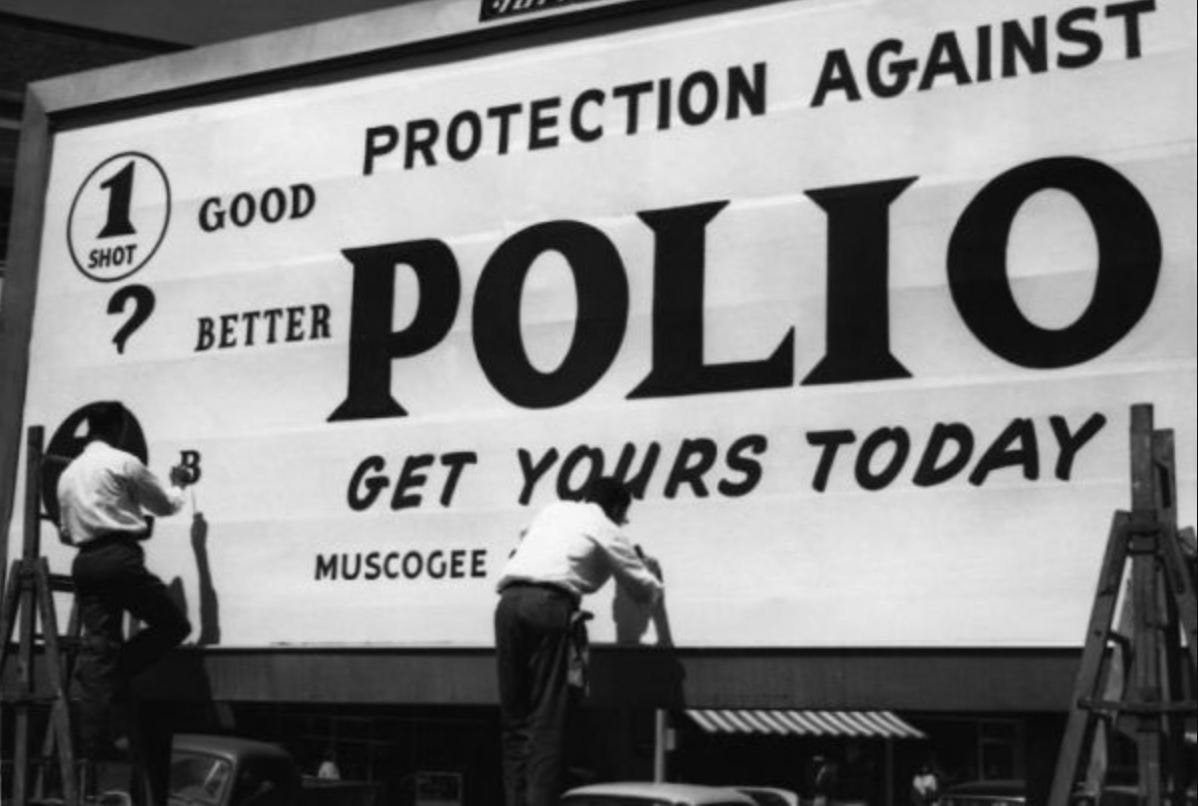 PROTECTION AGAINST
1
SHOT
GOOD
?
BETTER
POLIO
B
GET YOURS TODAY
MUSCOGEE